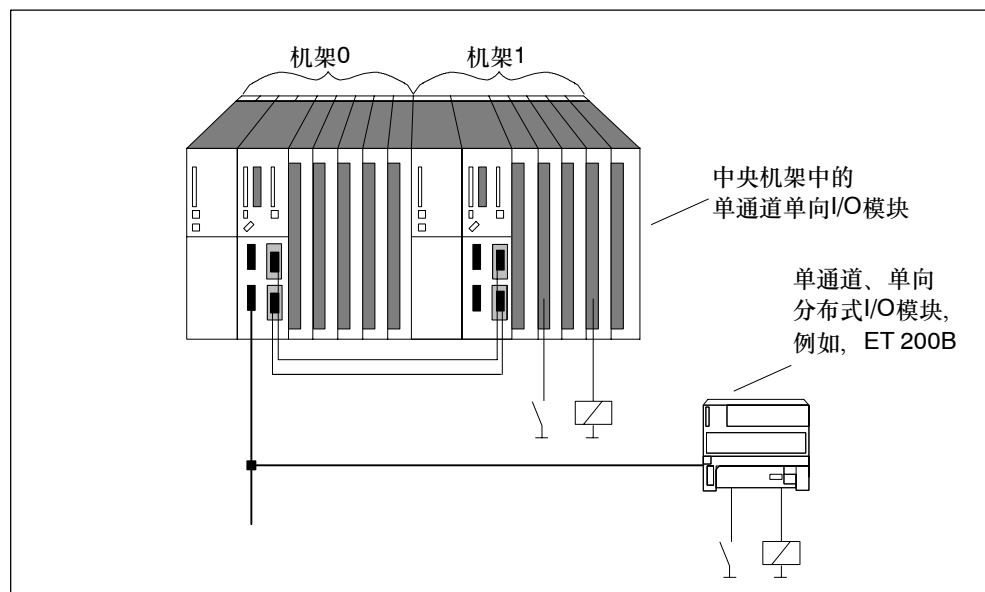 机架0
机架1
中央机架中的
单通道单向I/O模块
单通道、单向
分布式I/O模块,
例如, ET 200B